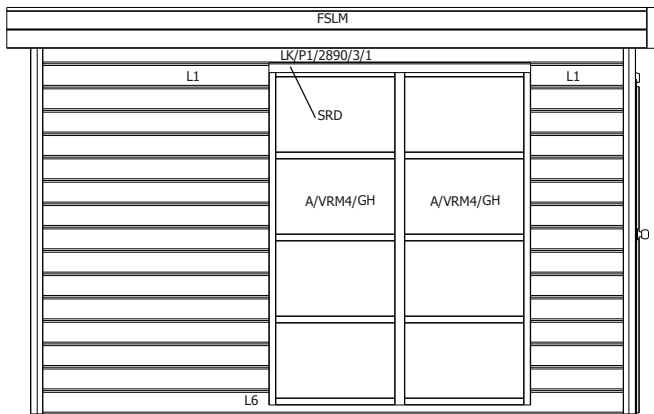 FSLM
LK/P1/2890/3/1
L1
L1
SRD
A/VRM4/GH
A/VRM4/GH
L6